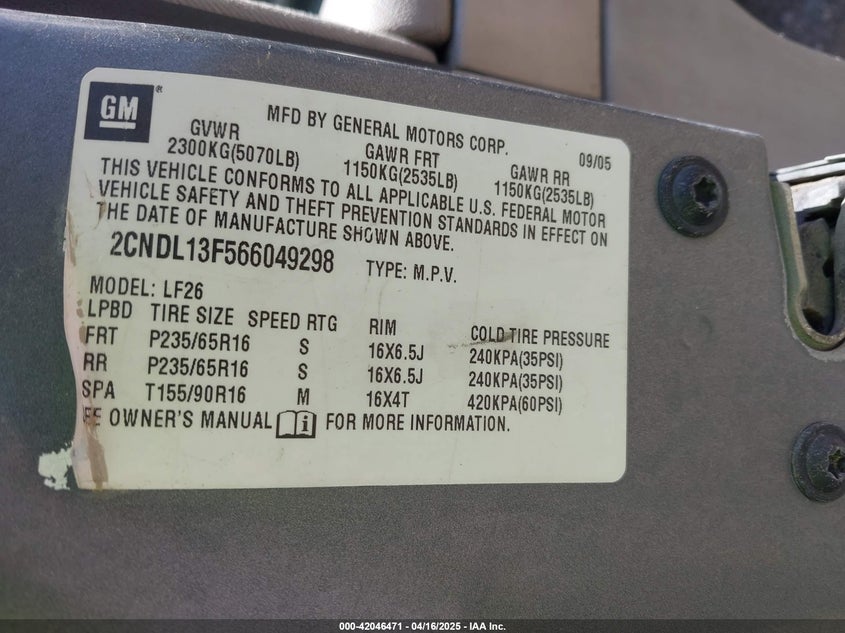 GM ®
MFD BY GENERAL MOTORS CORP. 09/05
GVWR GAWR FRT GAWR RR
2300KG(5070LB) 1150KG(2535LB) 1150KG(2535LB)
THIS VEHICLE CONFORMS TO ALL APPLICABLE U.S. FEDERAL MOTOR
VEHICLE SAFETY AND THEFT PREVENTION STANDARDS IN EFFECT ON
THE DATE OF MANUFACTURE SHOWN ABOVE.
2CNDL13F566049298 TYPE: M.P.V.
MODEL: LF26
LPBD TIRE SIZE SPEED RTG RIM COLD TIRE PRESSURE
FRT P235/65R16 S 16X6.5J 240KPA(35PSI)
RR P235/65R16 S 16X6.5J 240KPA(35PSI)
SPA T155/90R16 M 16X4T 420KPA(60PSI)
EE OWNER'S MANUAL i FOR MORE INFORMATION.
000-42046471 - 04/16/2025 - IAA Inc.